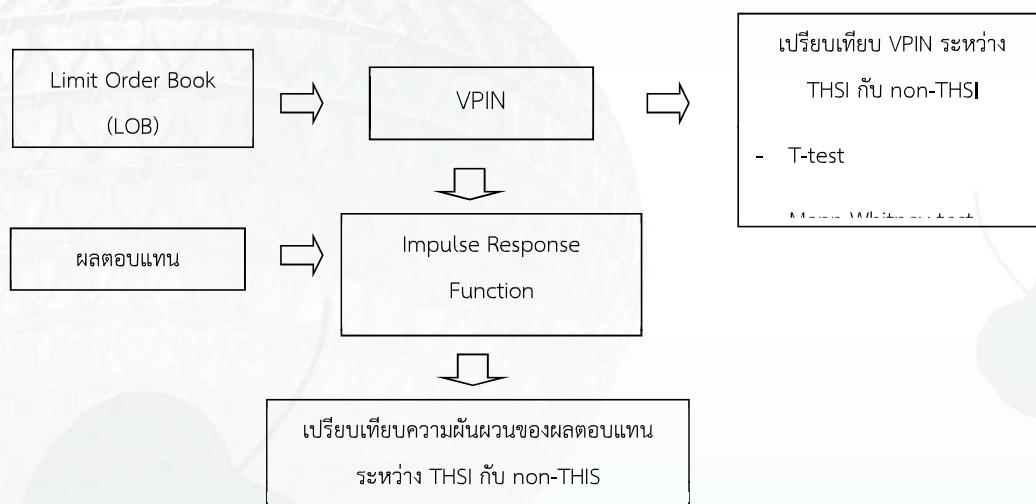 Limit Order Book
(LOB)
VPIN
เปรียบเทียบ VPIN ระหว่าง
THSI กับ non-THSI
- T-test
Mann Whitney test
ผลตอบแทน
Impulse Response
Function
เปรียบเทียบความผันผวนของผลตอบแทน
ระหว่าง THSI กับ non-THIS